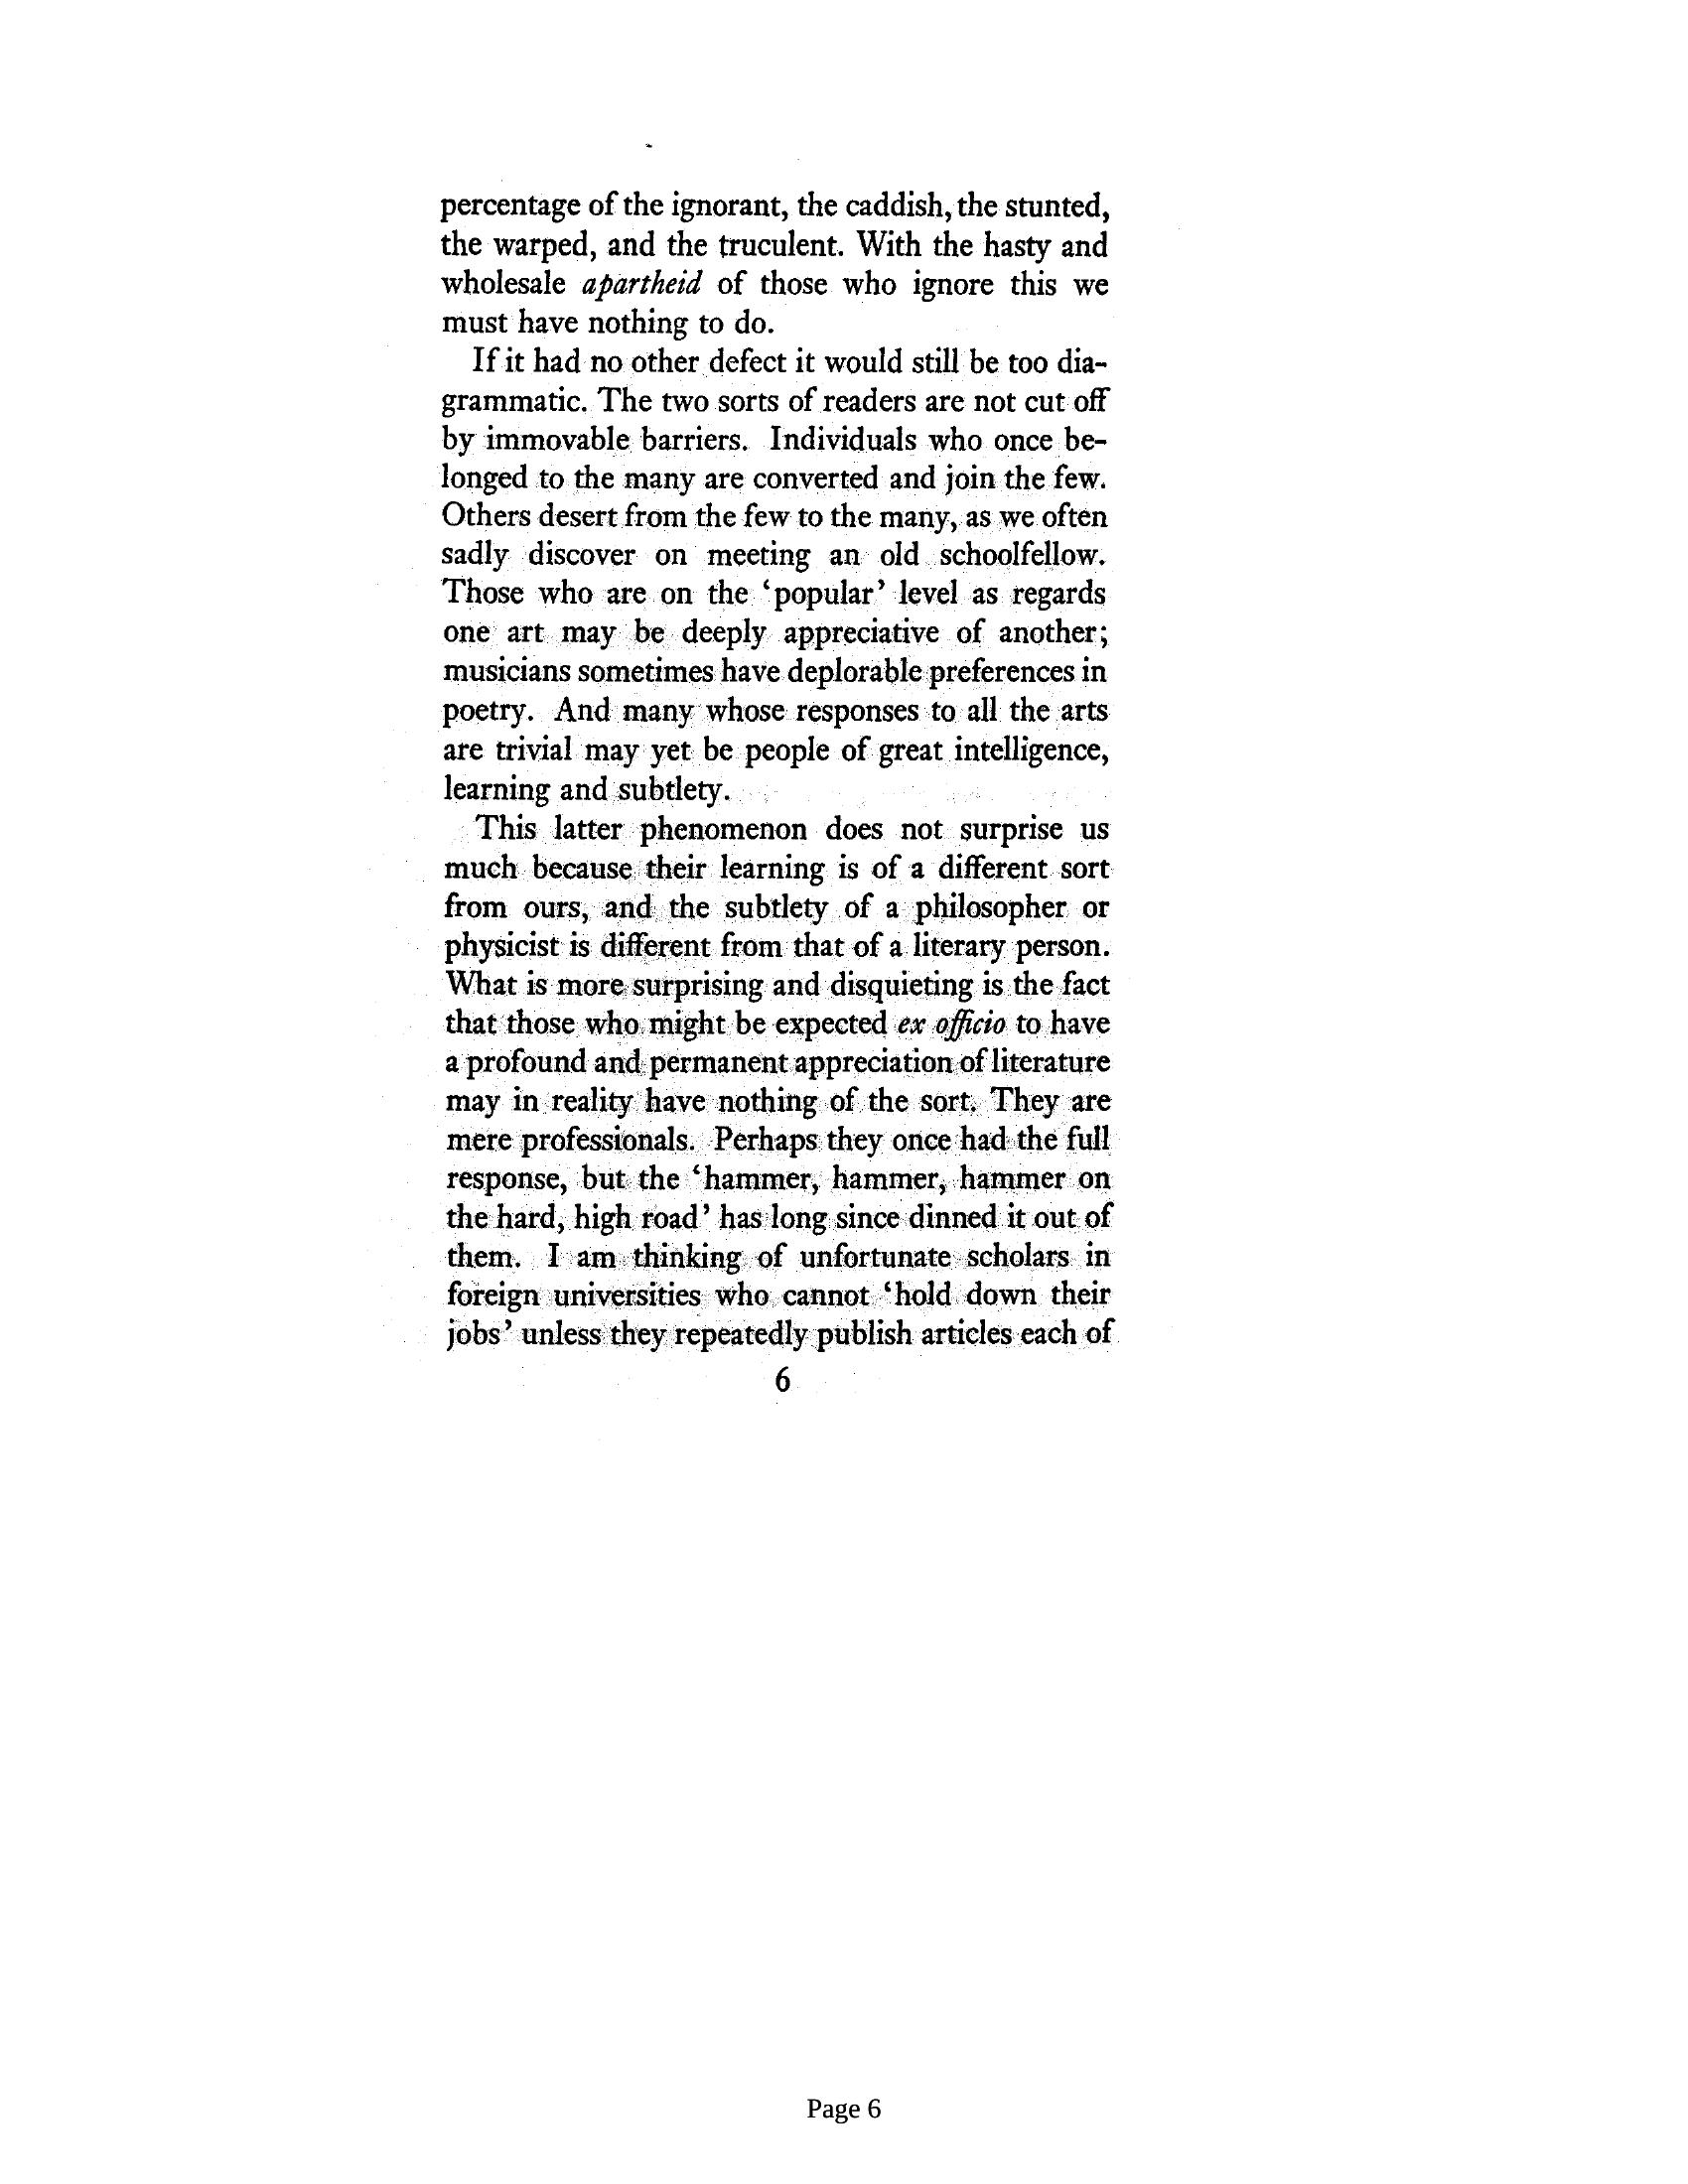 percentage of the ignorant, the caddish, the stunted,
the warped, and the truculent. With the hasty and
wholesale apartheid of those who ignore this we
must have nothing to do.
If it had no other defect it would still be too dia-
grammatic. The two sorts of readers are not cut off
by immovable barriers. Individuals who once be-
longed to the many are converted and join the few.
Others desert from the few to the many, as we often
sadly discover on meeting an old schoolfellow.
Those who are on the ‘popular’ level as regards
one art may be deeply appreciative of another;
musicians sometimes have deplorable preferences in
poetry. And many whose responses to all the arts
are trivial may yet be people of great intelligence,
learning and subtlety.
This latter phenomenon does not surprise us
much because their learning is of a different sort
from ours, and the subtlety of a philosopher or
physicist is different from that of a literary person.
What is more surprising and disquieting is the fact
that those who might be expected ex officio to have
a profound and permanent appreciation of literature
may in reality have nothing of the sort. They are
mere professionals. Perhaps they once had the full
response, but the ‘hammer, hammer, hammer on
the hard, high road’ has long since dinned it out of
them. I am thinking of unfortunate scholars in
foreign universities who cannot ‘hold down their
jobs’ unless they repeatedly publish articles each of
6
Page 6